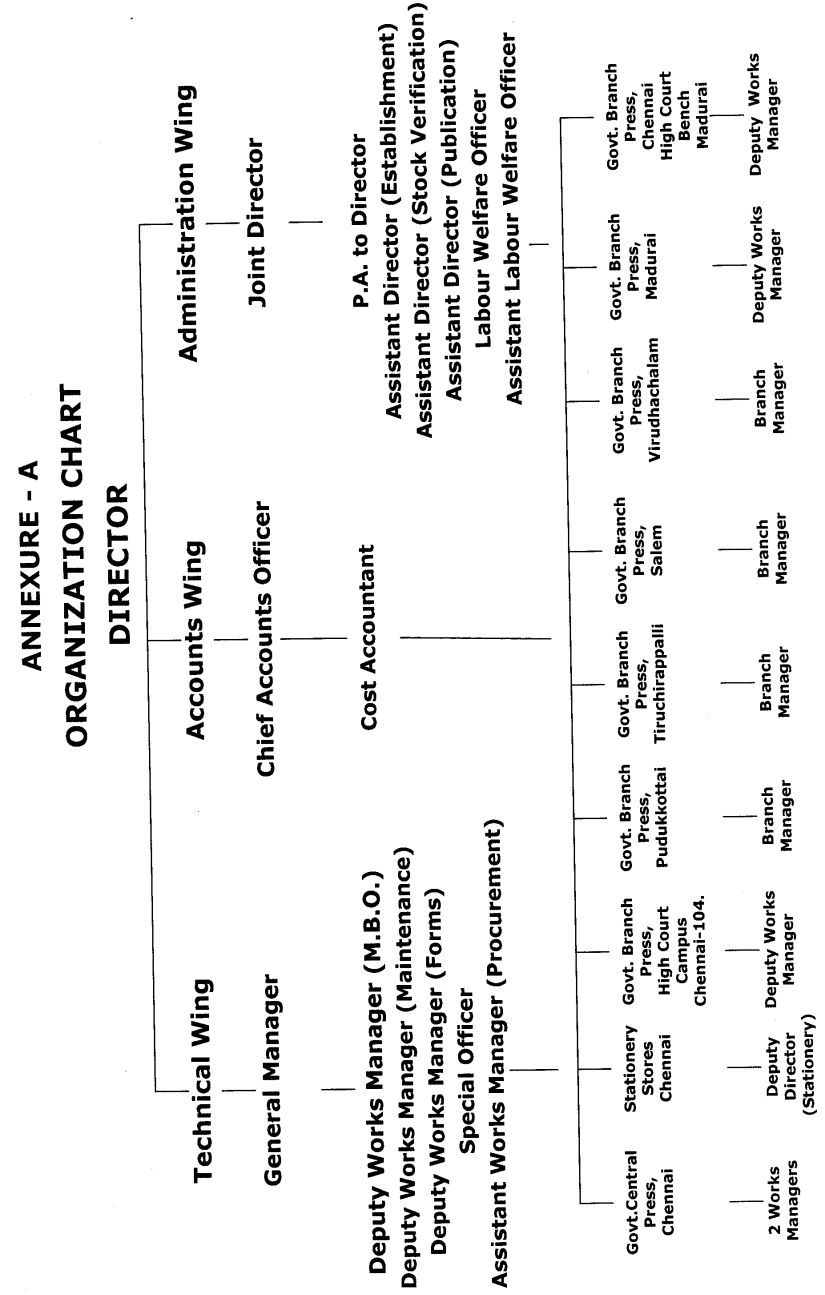 ANNEXURE - A
ORGANIZATION CHART
DIRECTOR
Technical Wing
General Manager
Deputy Works Manager (M.B.O.)
Deputy Works Manager (Maintenance)
Deputy Works Manager (Forms)
Special Officer
Assistant Works Manager (Procurement)
Accounts Wing
Chief Accounts Officer
Cost Accountant
Administration Wing
Joint Director
P.A. to Director
Assistant Director (Establishment)
Assistant Director (Stock Verification)
Assistant Director (Publication)
Labour Welfare Officer
Assistant Labour Welfare Officer
Govt.Central
Press,
Chennai
2 Works
Managers
Stationery
Stores
Chennai
Deputy
Director
(Stationery)
Govt. Branch
Press,
High Court
Campus
Chennai-104.
Deputy Works
Manager
Govt. Branch
Press,
Pudukkottai
Branch
Manager
Govt. Branch
Press,
Tiruchirappalli
Branch
Manager
Govt. Branch
Press,
Salem
Branch
Manager
Govt. Branch
Press,
Virudhachalam
Branch
Manager
Govt. Branch
Press,
Madurai
Deputy Works
Manager
Govt. Branch
Press,
Chennai
High Court
Bench
Madurai
Deputy Works
Manager